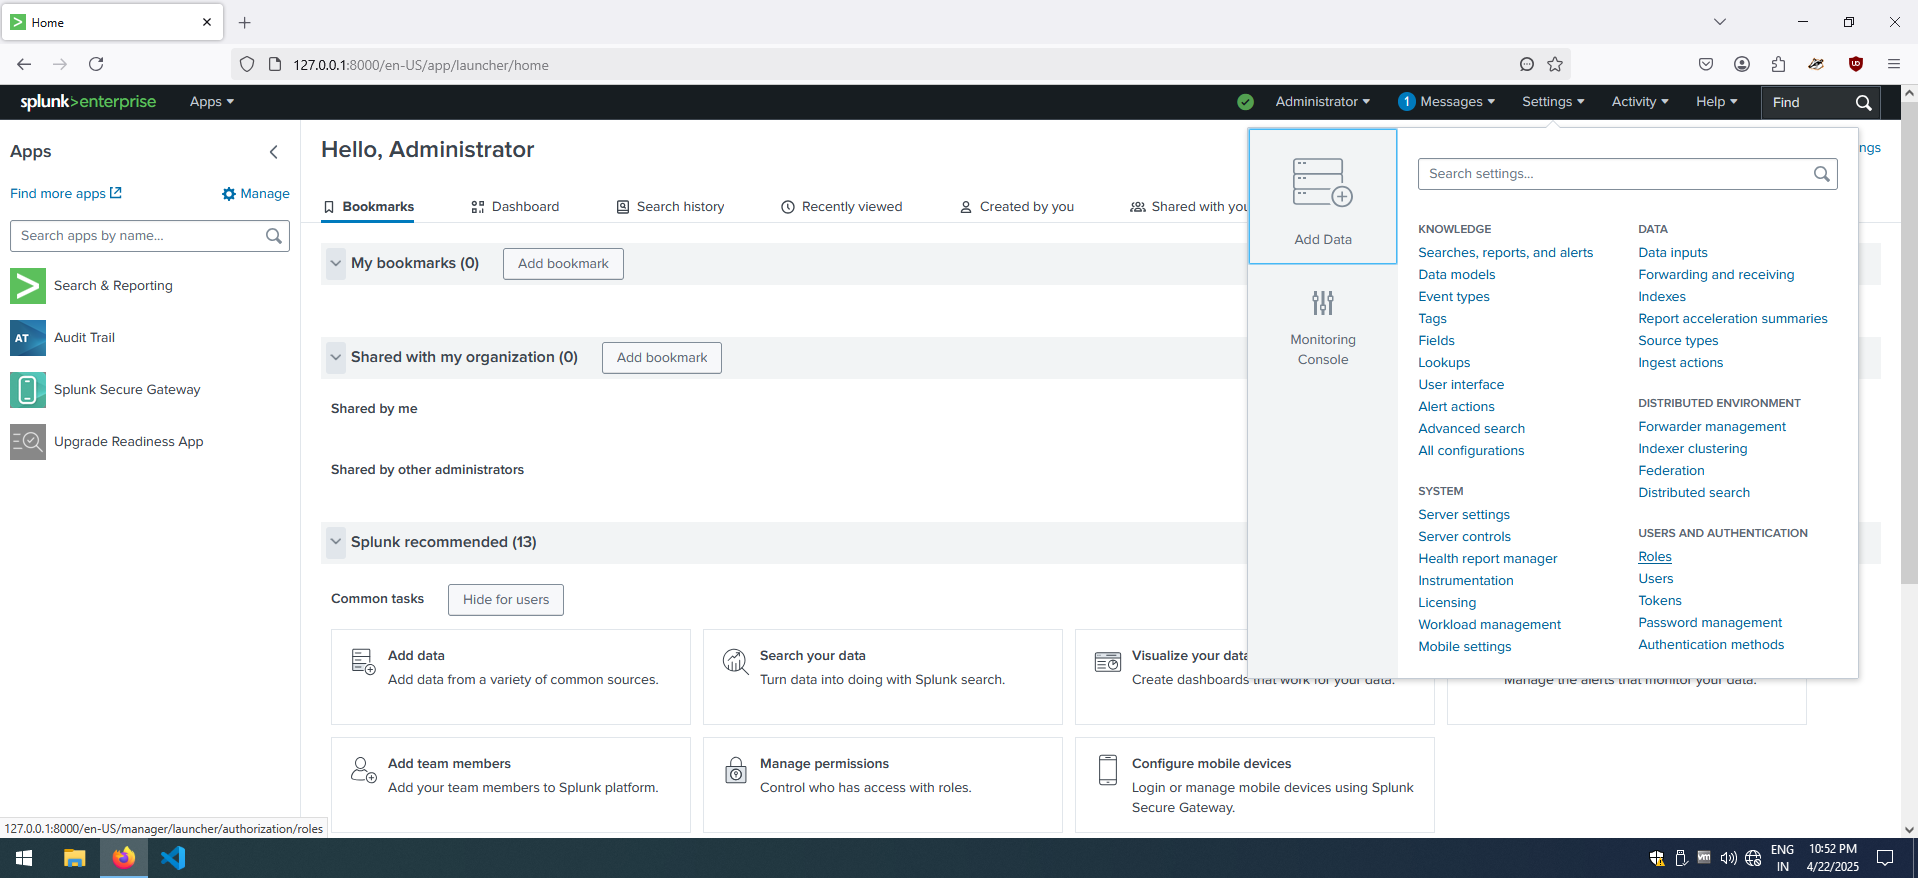 Home
127.0.0.1:8000/en-US/app/launcher/home
splunk>enterprise
Apps
Administrator
1 Messages
Settings
Activity
Help
Find
Apps
Find more apps
Manage
Search apps by name...
Search & Reporting
AT
Audit Trail
Splunk Secure Gateway
Upgrade Readiness App
Hello, Administrator
Bookmarks
Dashboard
Search history
Recently viewed
Created by you
Shared with you
My bookmarks (0)
Add bookmark
Shared with my organization (0)
Add bookmark
Shared by me
Shared by other administrators
Splunk recommended (13)
Common tasks
Hide for users
Add data
Add data from a variety of common sources.
Search your data
Turn data into doing with Splunk search.
Visualize your data
Create dashboards that work for your data.
Manage the alerts that monitor your data.
Add team members
Add your team members to Splunk platform.
Manage permissions
Control who has access with roles.
Configure mobile devices
Login or manage mobile devices using Splunk
Secure Gateway.
Add Data
Monitoring
Console
ngs
Search settings...
KNOWLEDGE
Searches, reports, and alerts
Data models
Event types
Tags
Fields
Lookups
User interface
Alert actions
Advanced search
All configurations
SYSTEM
Server settings
Server controls
Health report manager
Instrumentation
Licensing
Workload management
Mobile settings
DATA
Data inputs
Forwarding and receiving
Indexes
Report acceleration summaries
Source types
Ingest actions
DISTRIBUTED ENVIRONMENT
Forwarder management
Indexer clustering
Federation
Distributed search
USERS AND AUTHENTICATION
Roles
Users
Tokens
Password management
Authentication methods
127.0.0.1:8000/en-US/manager/launcher/authorization/roles
vm
ENG
IN
10:52 PM
4/22/2025